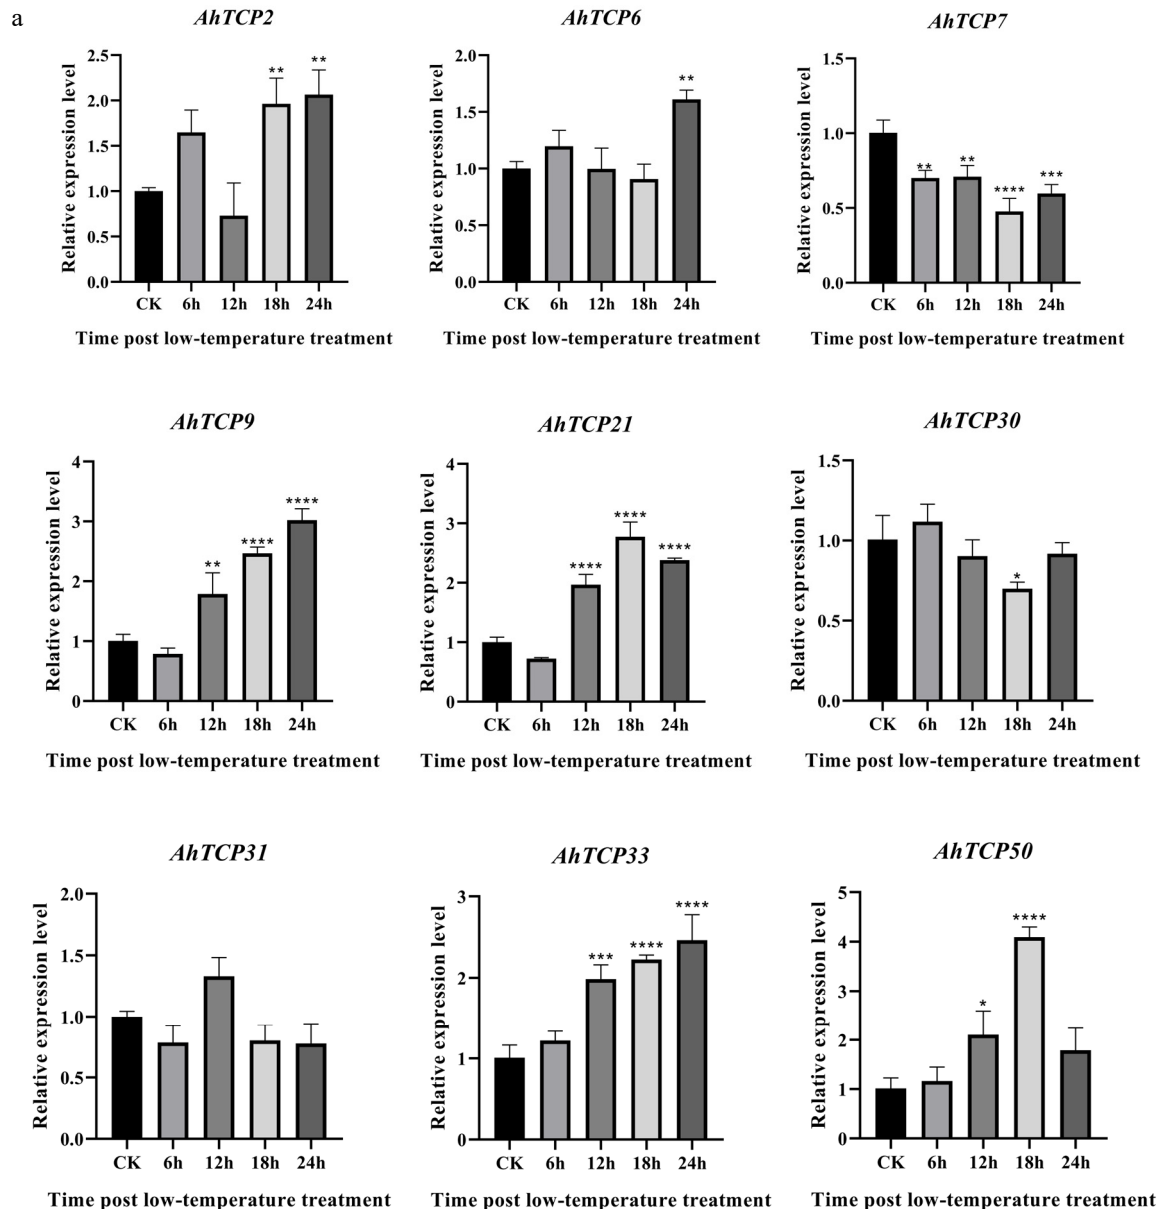 a
AhTCP2
AhTCP6
AhTCP7
Relative expression level
2.5
2.0
1.5
1.0
0.5
0.0
** **
CK 6h 12h 18h 24h
Time post low-temperature treatment
Relative expression level
2.0
1.5
1.0
0.5
0.0
**
CK 6h 12h 18h 24h
Time post low-temperature treatment
Relative expression level
1.5
1.0
0.5
0.0
** ** **** ***
CK 6h 12h 18h 24h
Time post low-temperature treatment
AhTCP9
AhTCP21
AhTCP30
Relative expression level
4
3
2
1
0
** **** ****
CK 6h 12h 18h 24h
Time post low-temperature treatment
Relative expression level
4
3
2
1
0
**** **** ****
CK 6h 12h 18h 24h
Time post low-temperature treatment
Relative expression level
1.5
1.0
0.5
0.0
*
CK 6h 12h 18h 24h
Time post low-temperature treatment
AhTCP31
AhTCP33
AhTCP50
Relative expression level
2.0
1.5
1.0
0.5
0.0
CK 6h 12h 18h 24h
Time post low-temperature treatment
Relative expression level
3
2
1
0
*** **** ****
CK 6h 12h 18h 24h
Time post low-temperature treatment
Relative expression level
5
4
3
2
1
0
* ****
CK 6h 12h 18h 24h
Time post low-temperature treatment